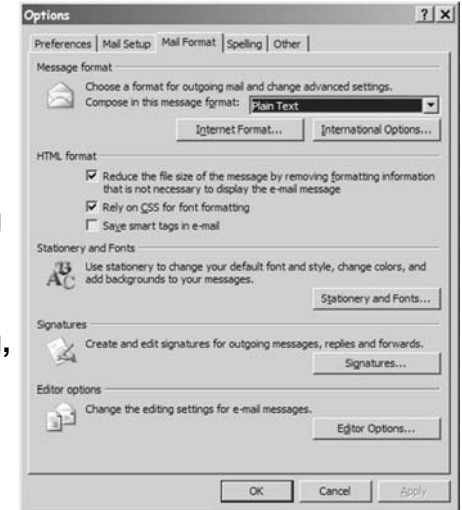 Options
Preferences Mail Setup Mail Format Spelling Other
Message format
Choose a format for outgoing mail and change advanced settings.
Compose in this message format: Plain Text
Internet Format... International Options...
HTML format
Reduce the file size of the message by removing formatting information
that is not necessary to display the e-mail message
Rely on CSS for font formatting
Save smart tags in e-mail
Stationery and Fonts
Use stationery to change your default font and style, change colors, and
add backgrounds to your messages.
Stationery and Fonts...
Signatures
Create and edit signatures for outgoing messages, replies and forwards.
Signatures...
Editor options
Change the editing settings for e-mail messages.
Editor Options...
OK Cancel Apply